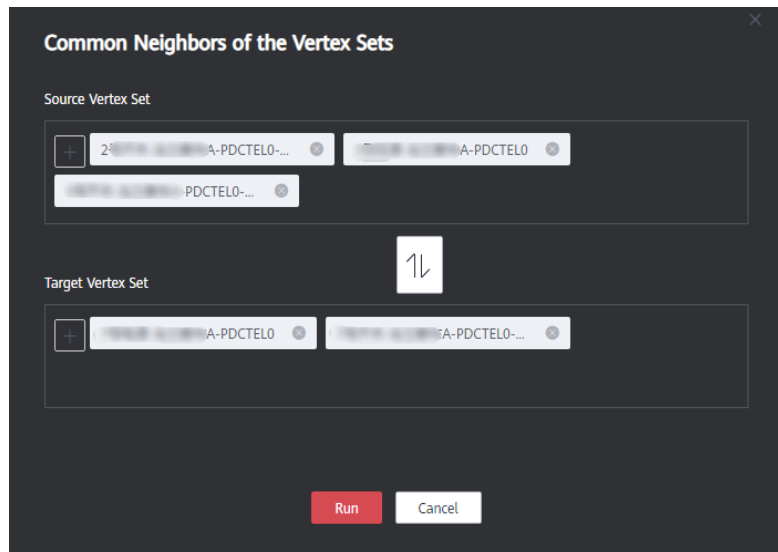 Common Neighbors of the Vertex Sets
Source Vertex Set
A-PDCTEL0-... A-PDCTEL0
-PDCTEL0-...
Target Vertex Set
A-PDCTEL0 A-PDCTEL0-...
Run Cancel